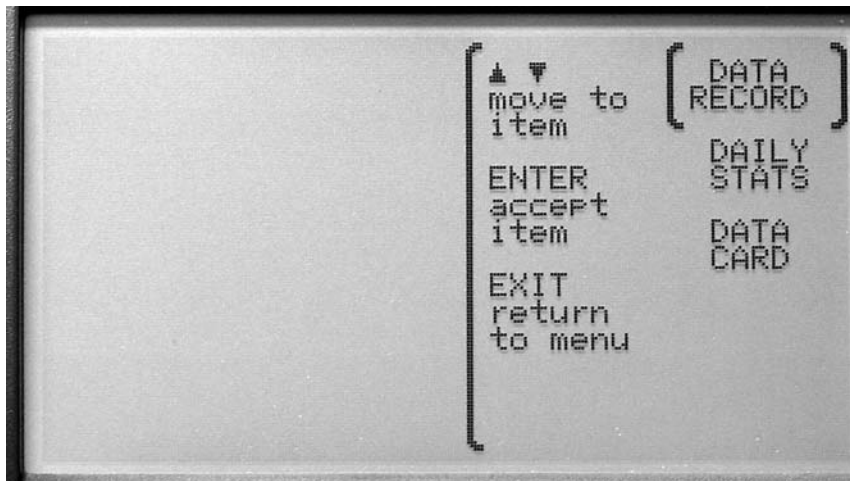 ▲ ▼
move to
item
ENTER
accept
item
EXIT
return
to menu
DATA
RECORD
DAILY
STATS
DATA
CARD